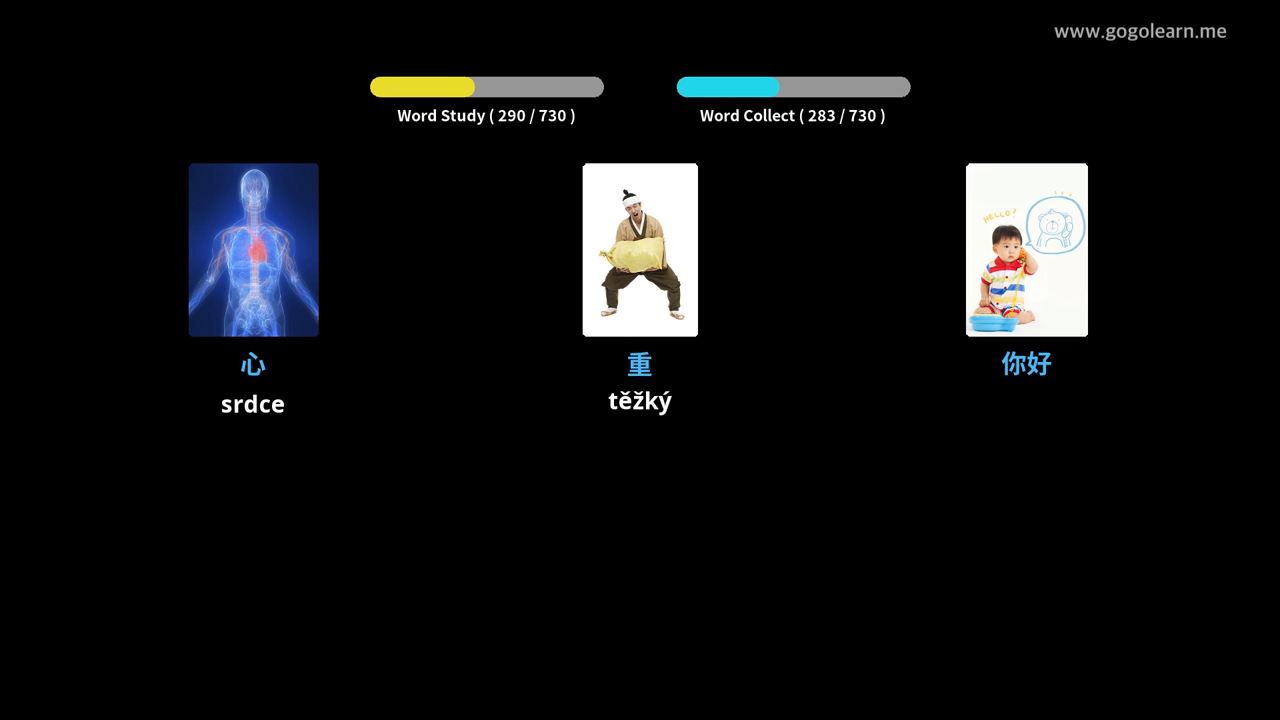 www.gogolearn.me
Word Study ( 290 / 730 )
Word Collect ( 283 / 730 )
HELLO?
心
重
你好
srdce
těžký